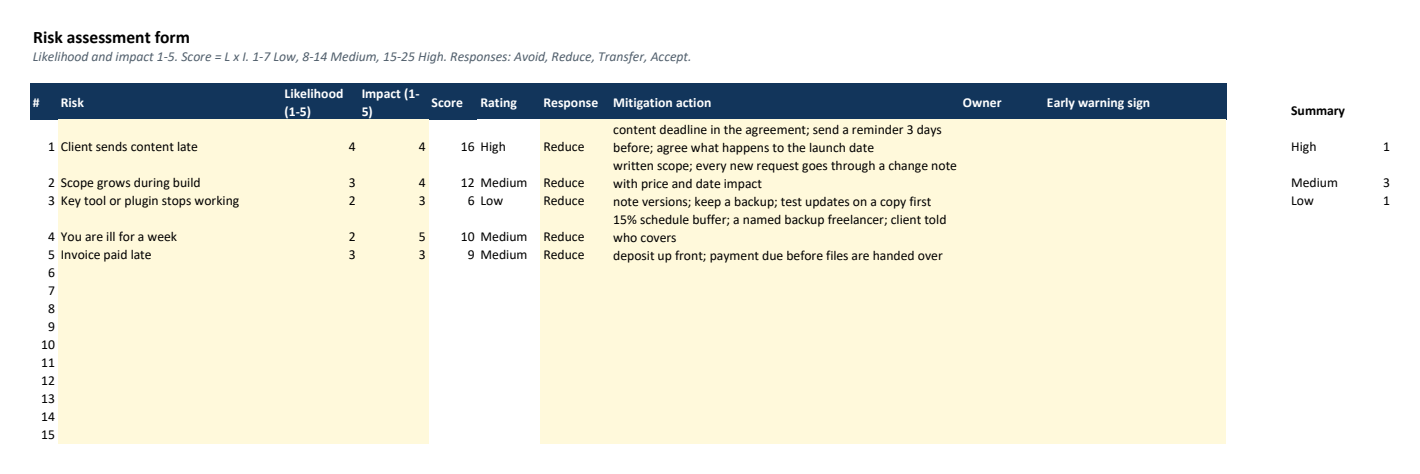 Risk assessment form
Likelihood and impact 1-5. Score = L x I. 1-7 Low, 8-14 Medium, 15-25 High. Responses: Avoid, Reduce, Transfer, Accept.
# Risk Likelihood (1-5) Impact (1-5) Score Rating Response Mitigation action Owner Early warning sign
Summary
content deadline in the agreement; send a reminder 3 days
1 Client sends content late 4 4 16 High Reduce before; agree what happens to the launch date High 1
written scope; every new request goes through a change note
2 Scope grows during build 3 4 12 Medium Reduce with price and date impact Medium 3
3 Key tool or plugin stops working 2 3 6 Low Reduce note versions; keep a backup; test updates on a copy first Low 1
15% schedule buffer; a named backup freelancer; client told
4 You are ill for a week 2 5 10 Medium Reduce who covers
5 Invoice paid late 3 3 9 Medium Reduce deposit up front; payment due before files are handed over
6
7
8
9
10
11
12
13
14
15